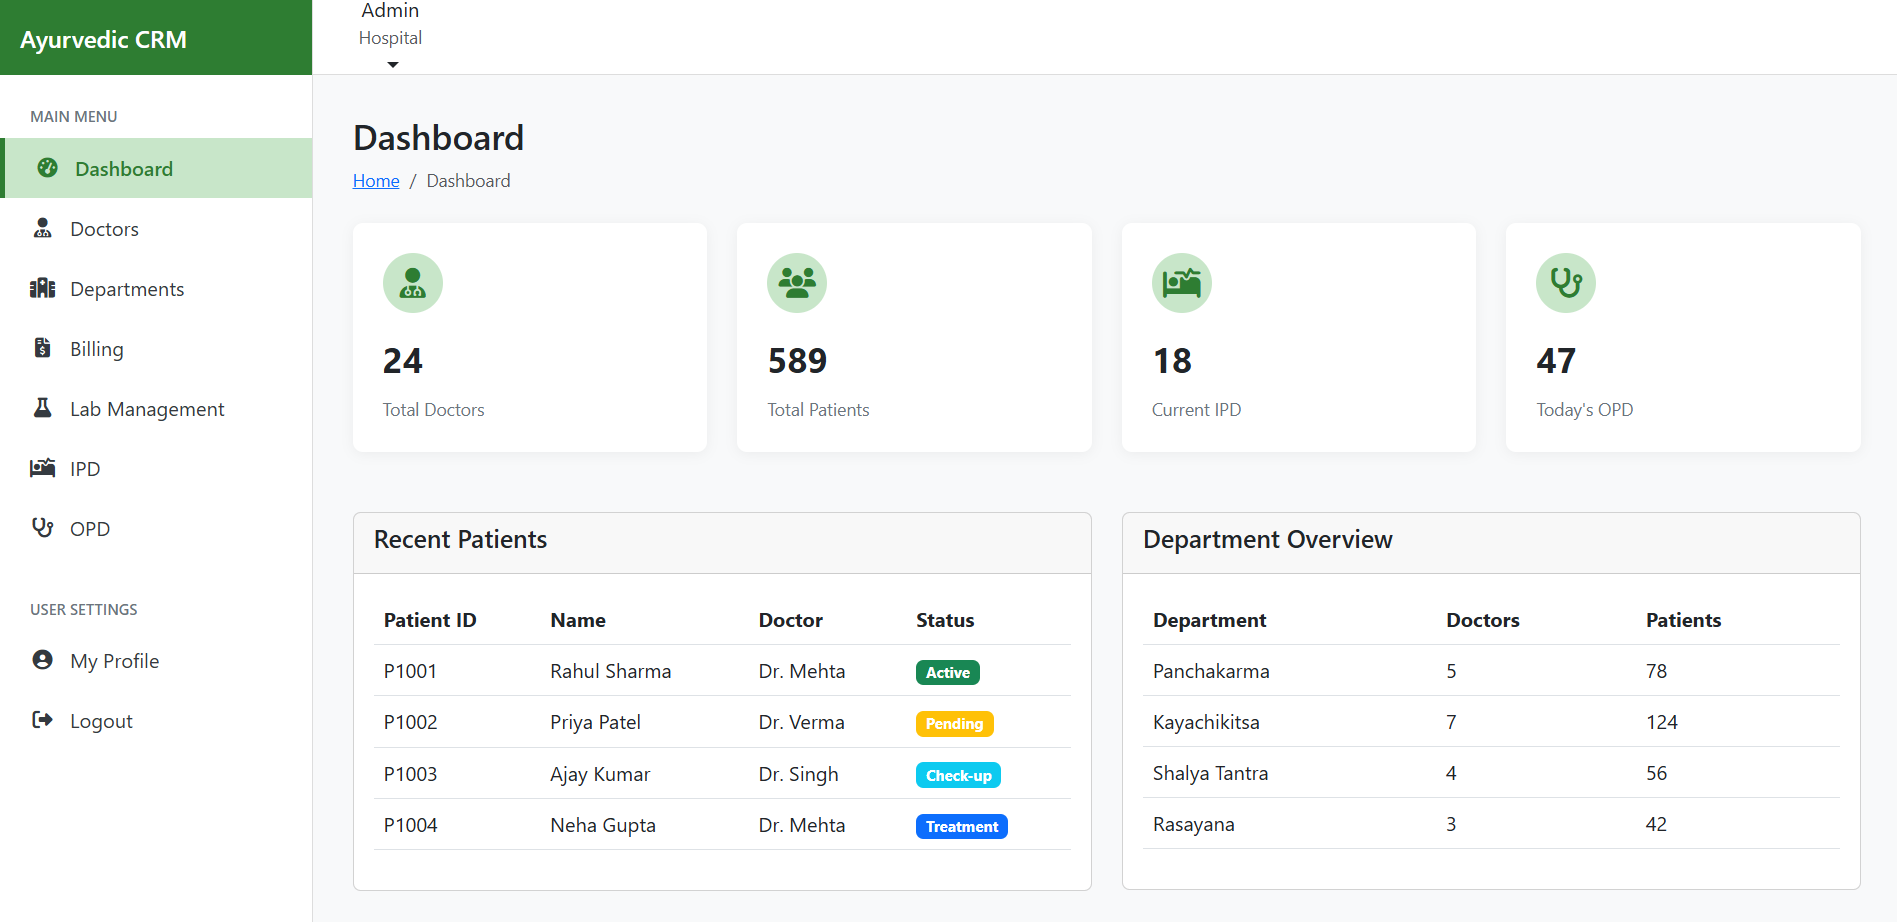 Ayurvedic CRM
Admin
Hospital
MAIN MENU
Dashboard
Doctors
Departments
Billing
Lab Management
IPD
OPD
USER SETTINGS
My Profile
Logout
Dashboard
Home / Dashboard
24
Total Doctors
589
Total Patients
18
Current IPD
47
Today's OPD
Recent Patients
Patient ID Name Doctor Status
P1001 Rahul Sharma Dr. Mehta Active
P1002 Priya Patel Dr. Verma Pending
P1003 Ajay Kumar Dr. Singh Check-up
P1004 Neha Gupta Dr. Mehta Treatment
Department Overview
Department Doctors Patients
Panchakarma 5 78
Kayachikitsa 7 124
Shalya Tantra 4 56
Rasayana 3 42